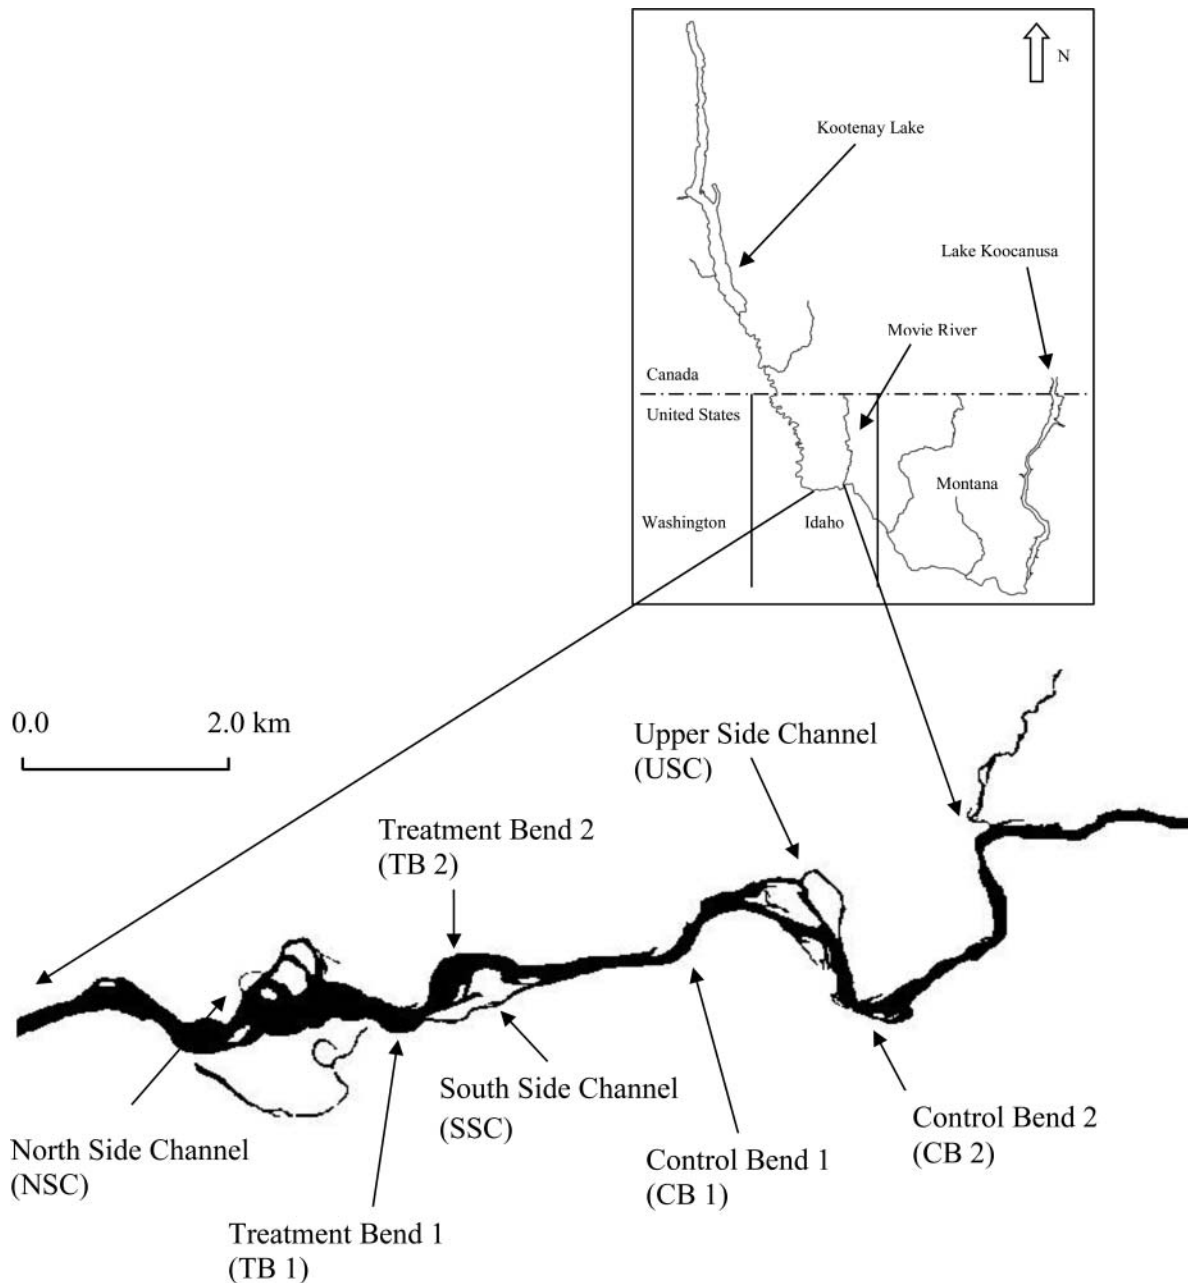 N
Kootenay Lake
Lake Koocanusa
Movie River
Canada
United States
Montana
Washington
Idaho
0.0 2.0 km
Upper Side Channel
(USC)
Treatment Bend 2
(TB 2)
South Side Channel
(SSC)
Control Bend 2
(CB 2)
North Side Channel
(NSC)
Control Bend 1
(CB 1)
Treatment Bend 1
(TB 1)